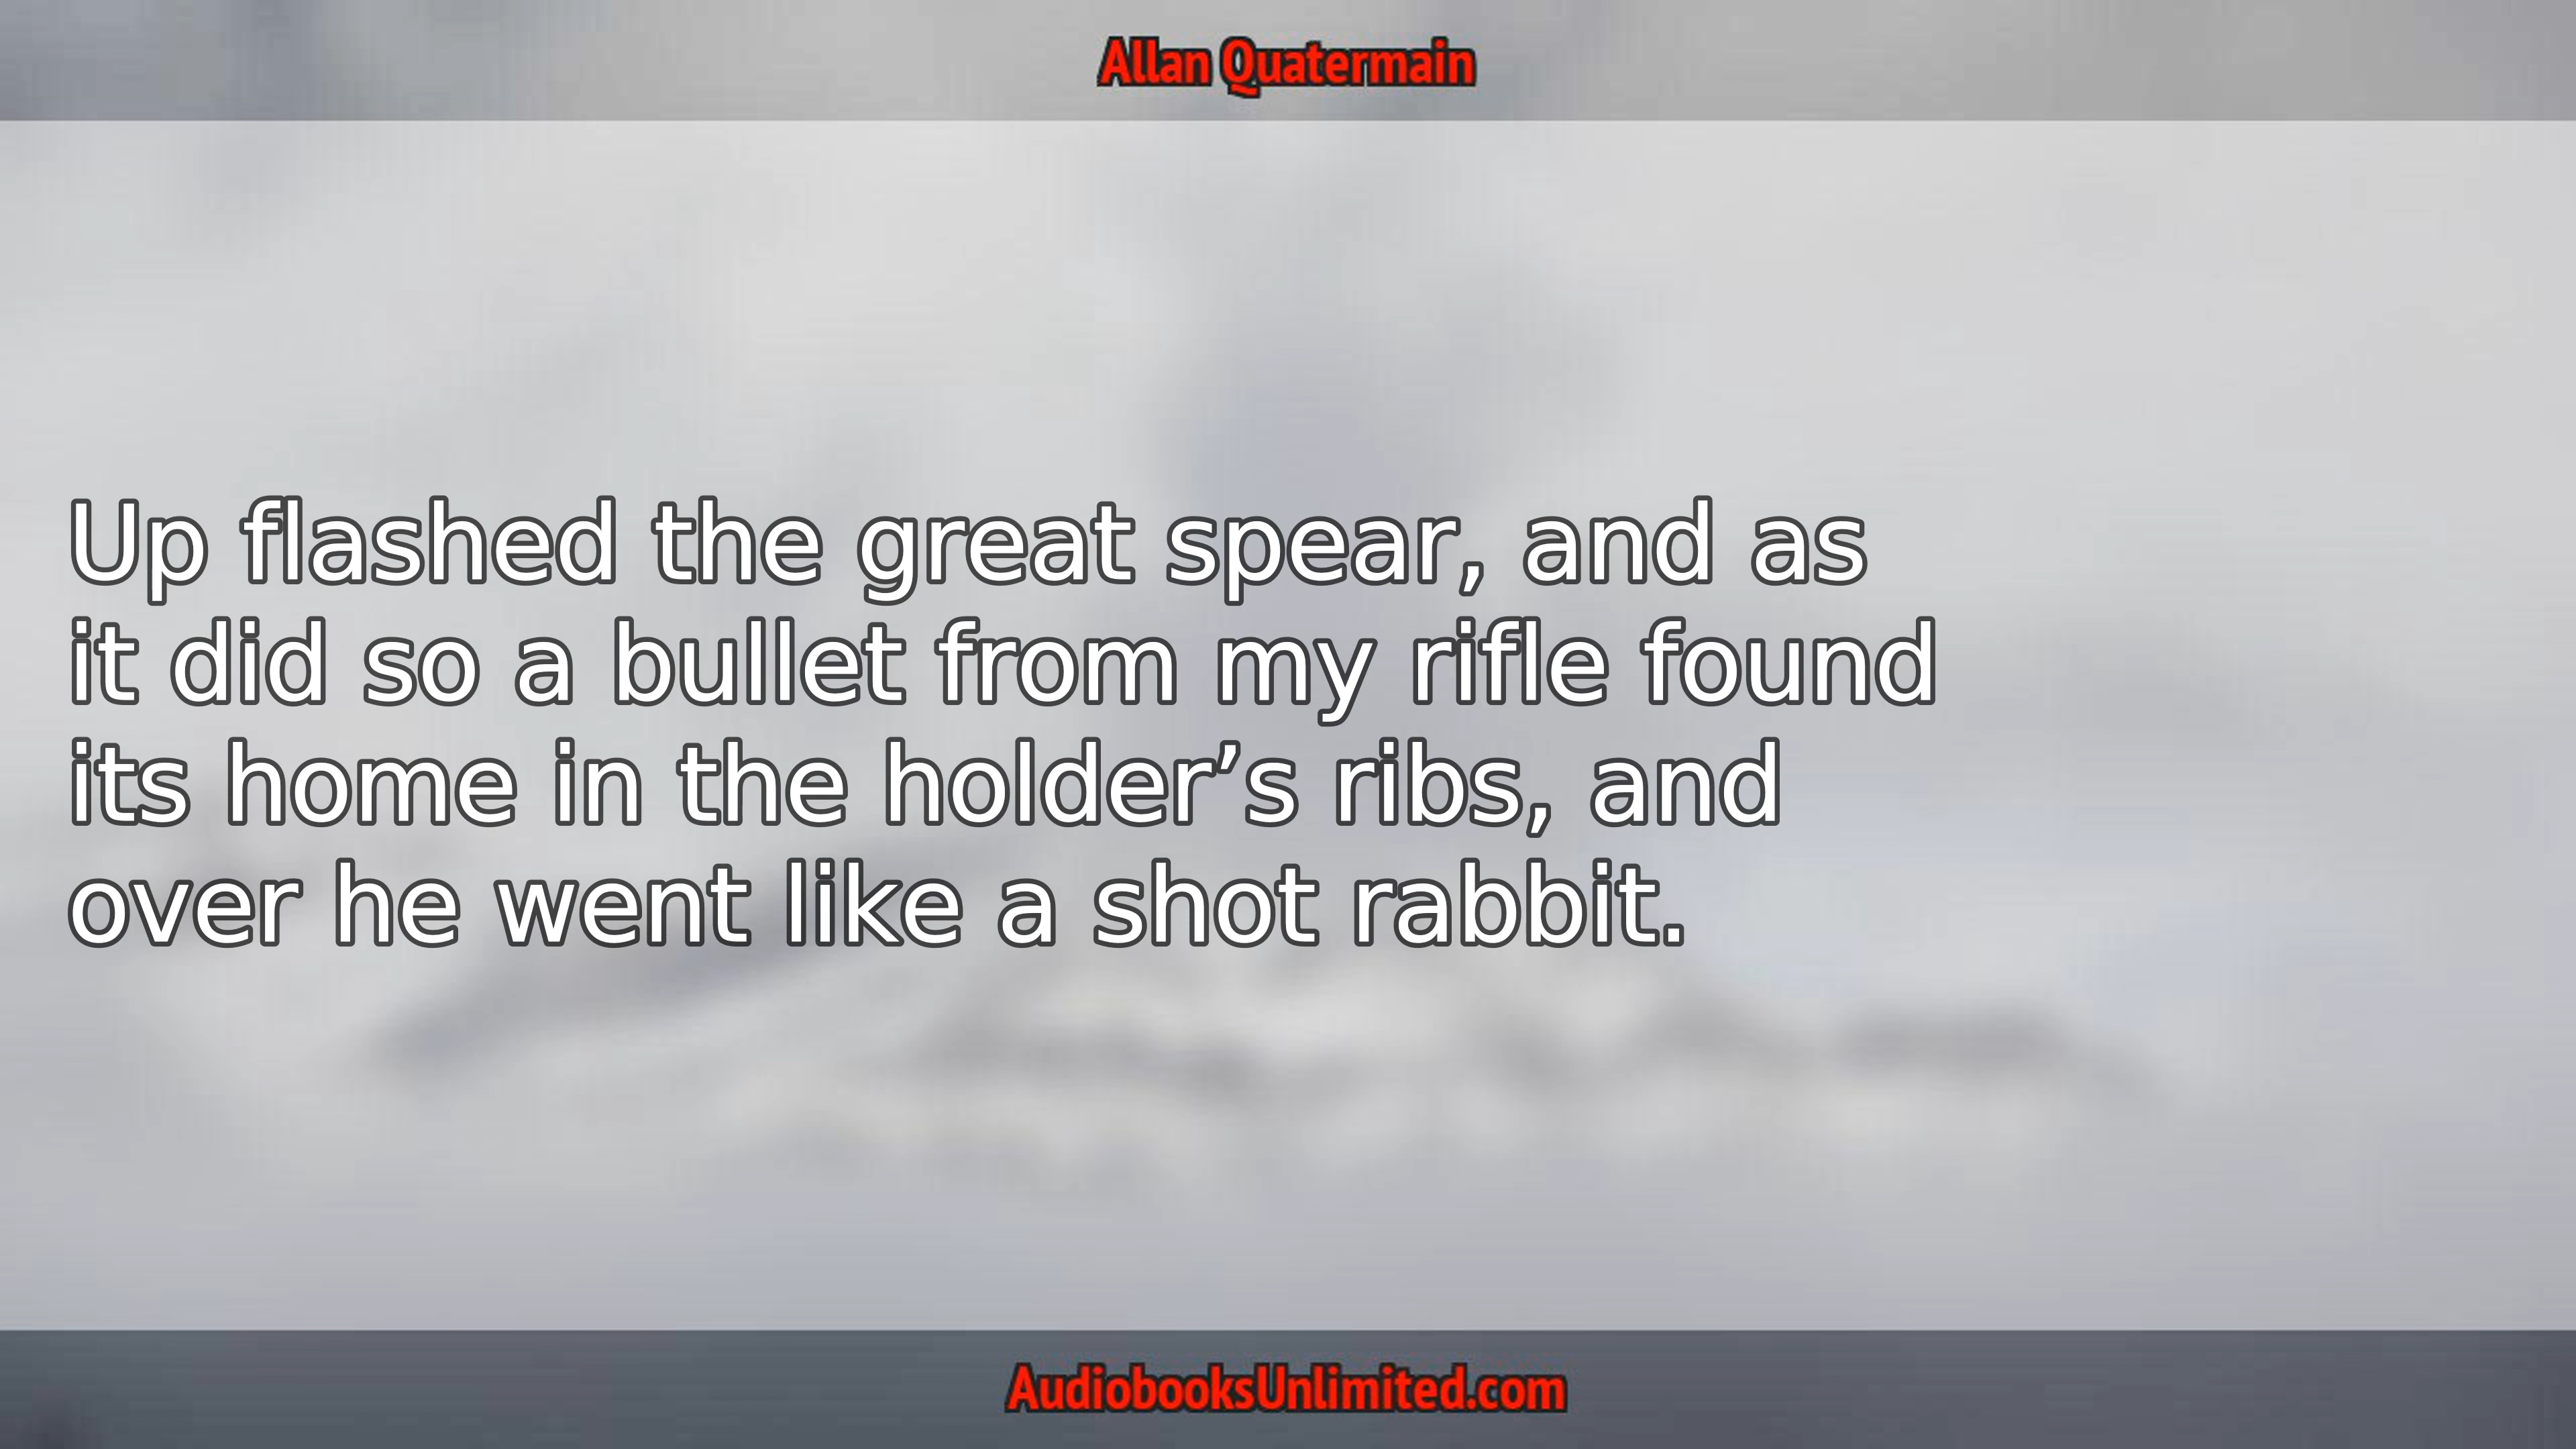 Allan Quatermain
Up flashed the great spear, and as
it did so a bullet from my rifle found
its home in the holder’s ribs, and
over he went like a shot rabbit.
AudiobooksUnlimited.com